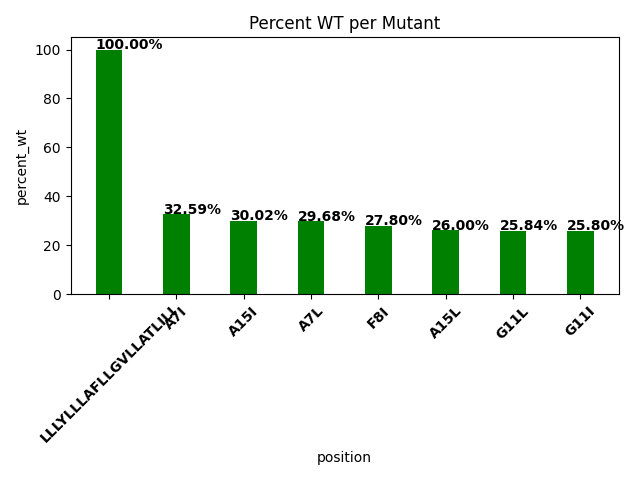 Percent WT per Mutant
percent_wt
100
80
60
40
20
0
100.00%
32.59%
30.02%
29.68%
27.80%
26.00%
25.84%
25.80%
A7I
A15I
A7L
F8I
A15L
G11L
G11I
position